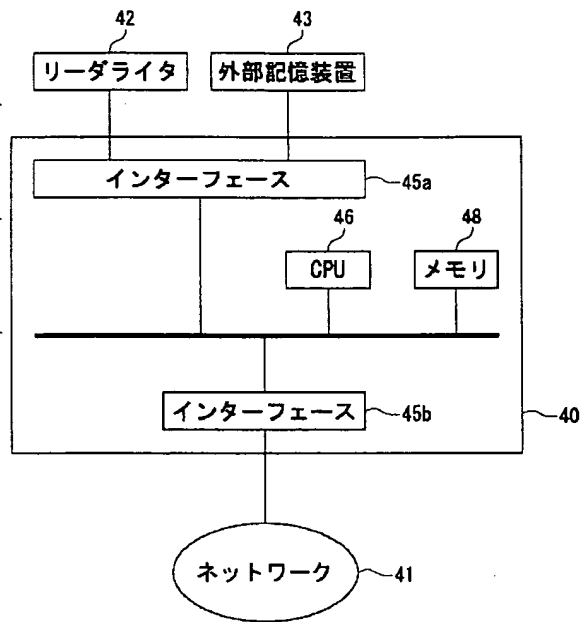 42
43
リーダライタ
外部記憶装置
インターフェース
45a
46
48
CPU
メモリ
インターフェース
45b
40
ネットワーク
41